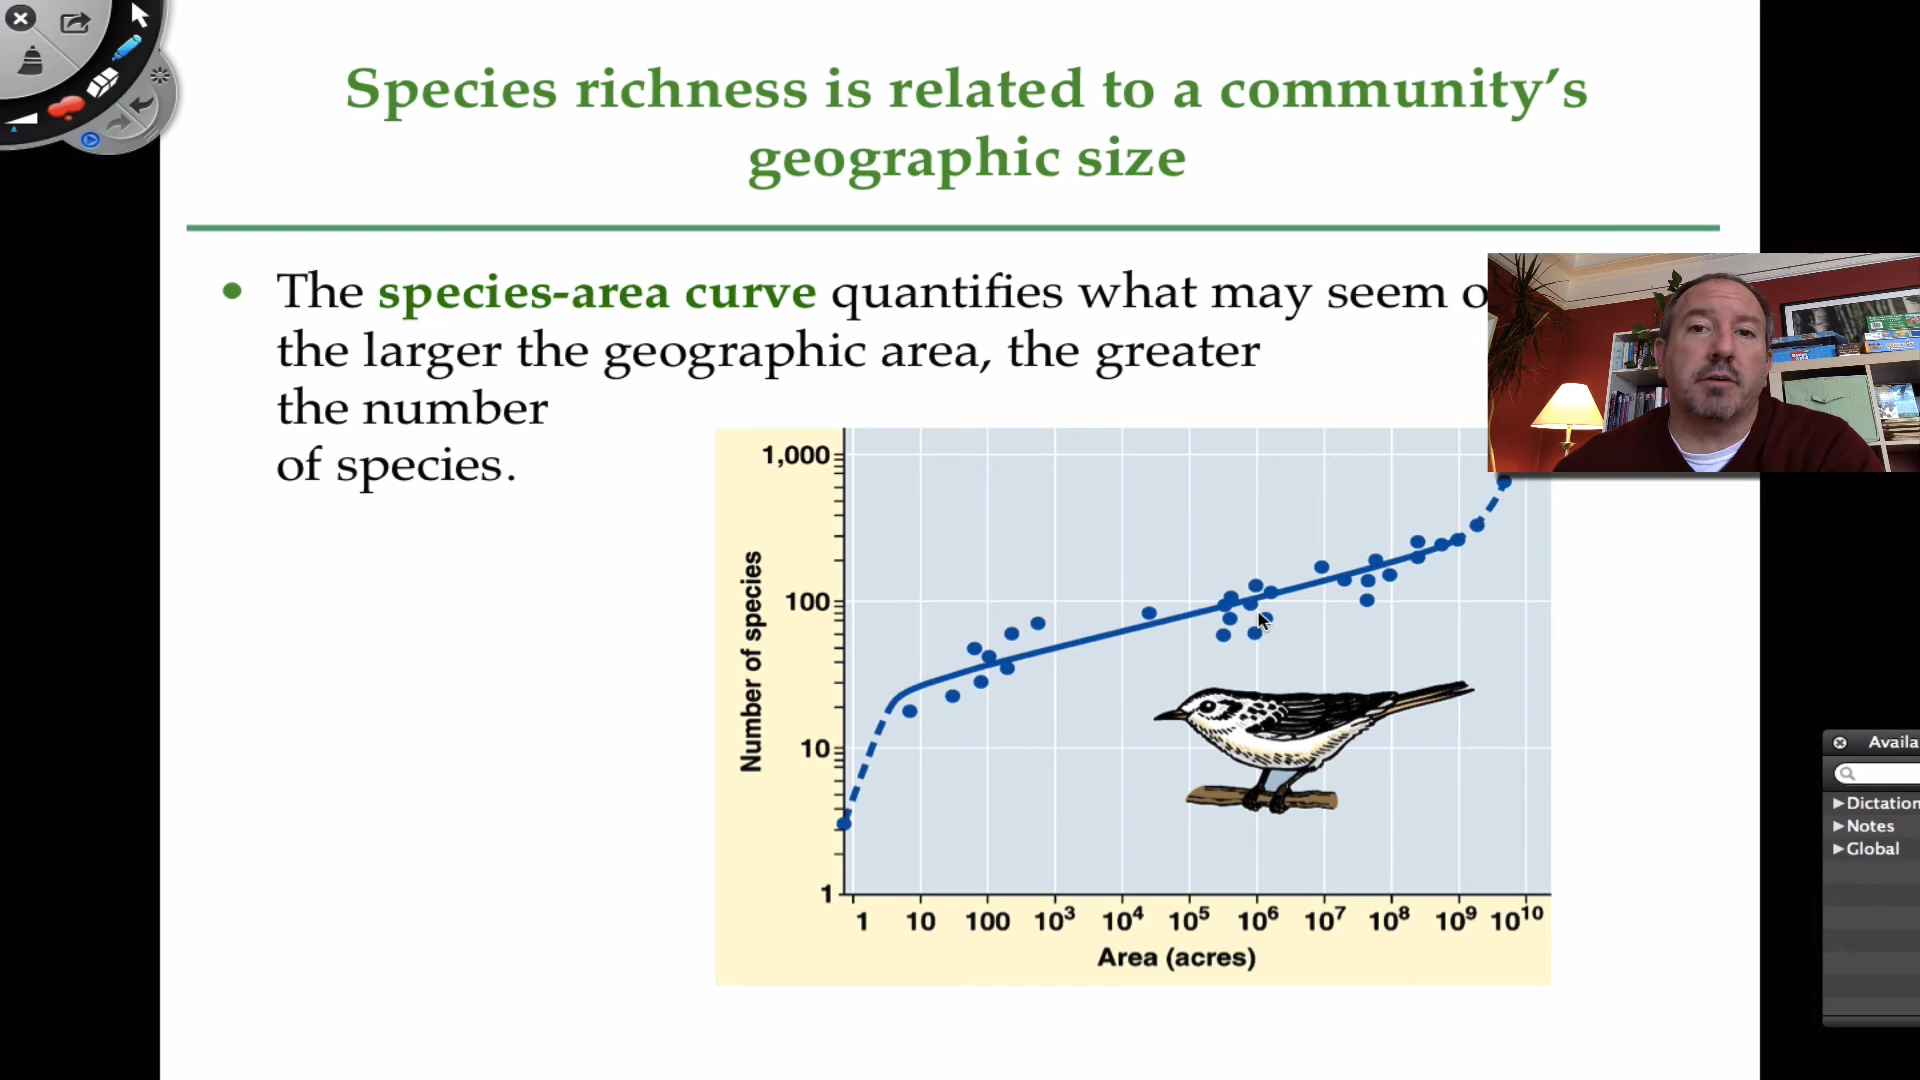 Species richness is related to a community's
geographic size
• The species-area curve quantifies what may seem
the larger the geographic area, the greater
the number
of species.
1,000
100
10
1
Number of species
1 10 100 10³ 10⁴ 10⁵ 10⁶ 10⁷ 10⁸ 10⁹ 10¹⁰
Area (acres)
Dictation
Notes
Global